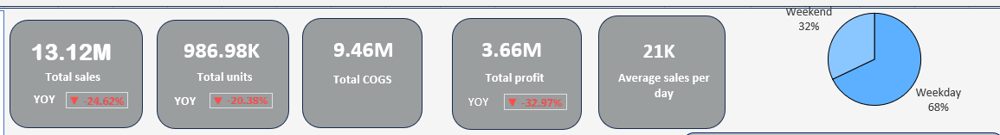 13.12M
Total sales
YOY ▼ -24.62%
986.98K
Total units
YOY ▼ -20.38%
9.46M
Total COGS
3.66M
Total profit
YOY ▼ -32.97%
21K
Average sales per
day
Weekend
32%
Weekday
68%